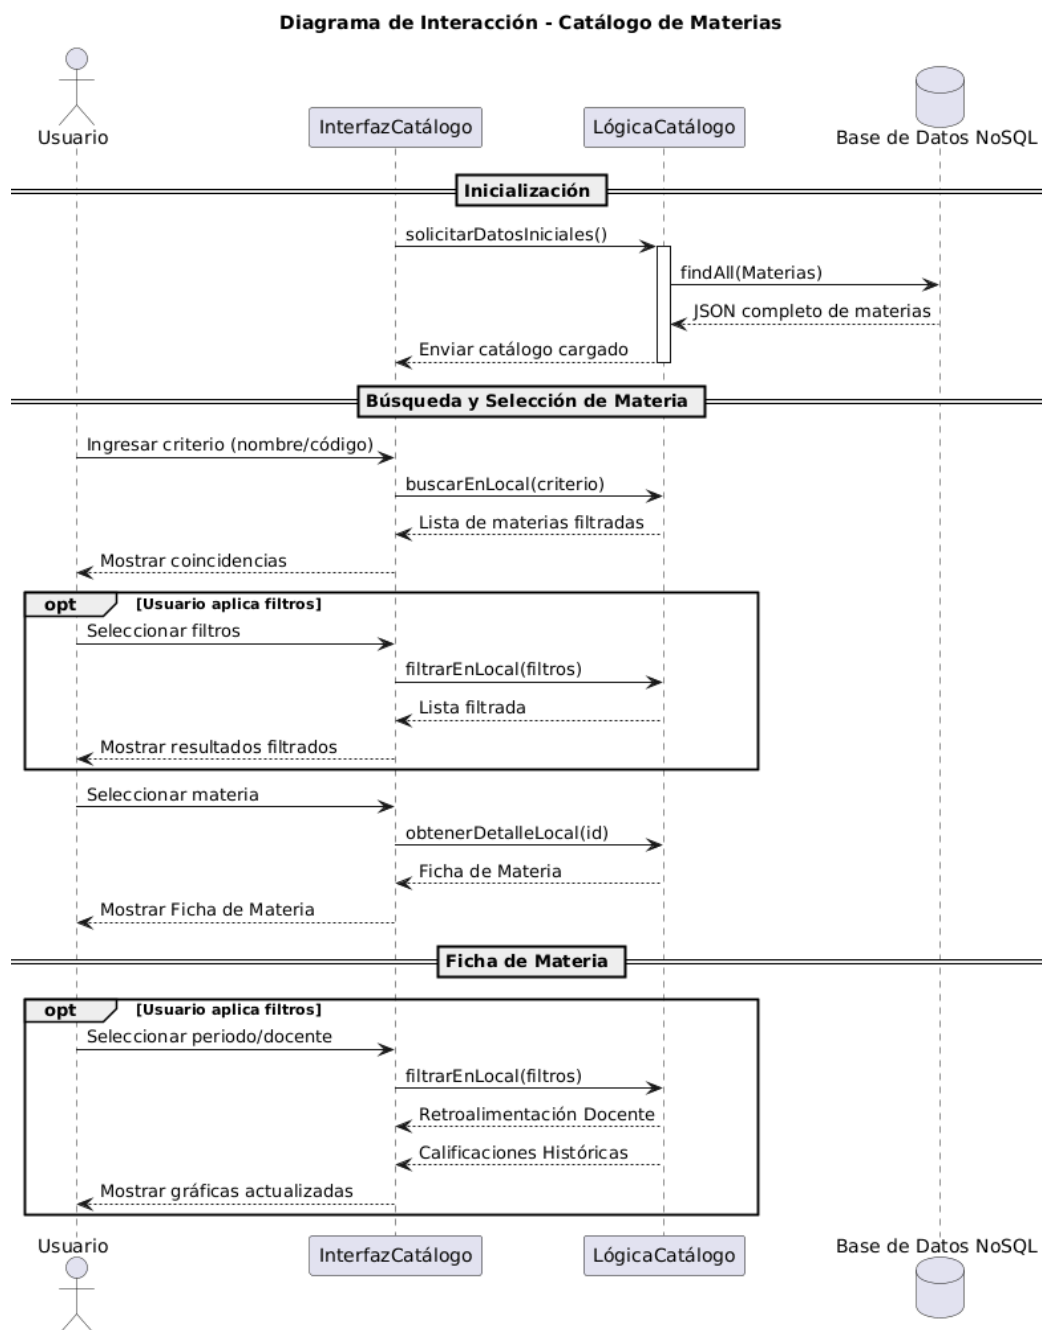 Diagrama de Interacción - Catálogo de Materias
Usuario
InterfazCatálogo
LógicaCatálogo
Base de Datos NoSQL
Inicialización
solicitarDatosIniciales()
findAll(Materias)
JSON completo de materias
Enviar catálogo cargado
Búsqueda y Selección de Materia
Ingresar criterio (nombre/código)
buscarEnLocal(criterio)
Lista de materias filtradas
Mostrar coincidencias
opt [Usuario aplica filtros]
Seleccionar filtros
filtrarEnLocal(filtros)
Lista filtrada
Mostrar resultados filtrados
Seleccionar materia
obtenerDetalleLocal(id)
Ficha de Materia
Mostrar Ficha de Materia
Ficha de Materia
opt [Usuario aplica filtros]
Seleccionar periodo/docente
filtrarEnLocal(filtros)
Retroalimentación Docente
Calificaciones Históricas
Mostrar gráficas actualizadas
Usuario
InterfazCatálogo
LógicaCatálogo
Base de Datos NoSQL